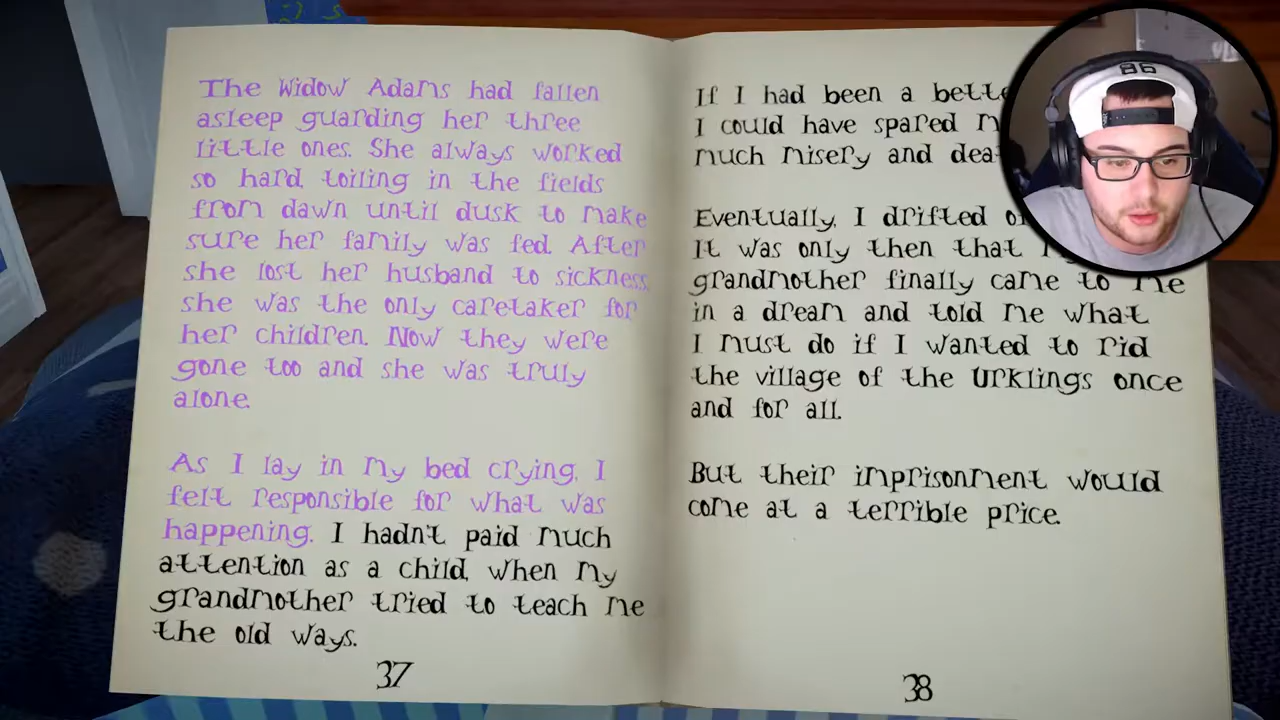 The Widow Adams had fallen
asleep guarding her three
little ones. She always worked
so hard, toiling in the fields
from dawn until dusk to make
sure her family was fed. After
she lost her husband to sickness,
she was the only caretaker for
her children. Now they were
gone too and she was truly
alone.
As I lay in my bed crying, I
felt responsible for what was
happening. I hadn't paid much
attention as a child, when my
grandmother tried to teach me
the old ways.
37
If I had been a
I could have spared
much misery and
Eventually, I drifted
It was only then that
grandmother finally came to me
in a dream and told me what
I must do if I wanted to rid
the village of the Urklings once
and for all.
But their imprisonment would
come at a terrible price.
38
86